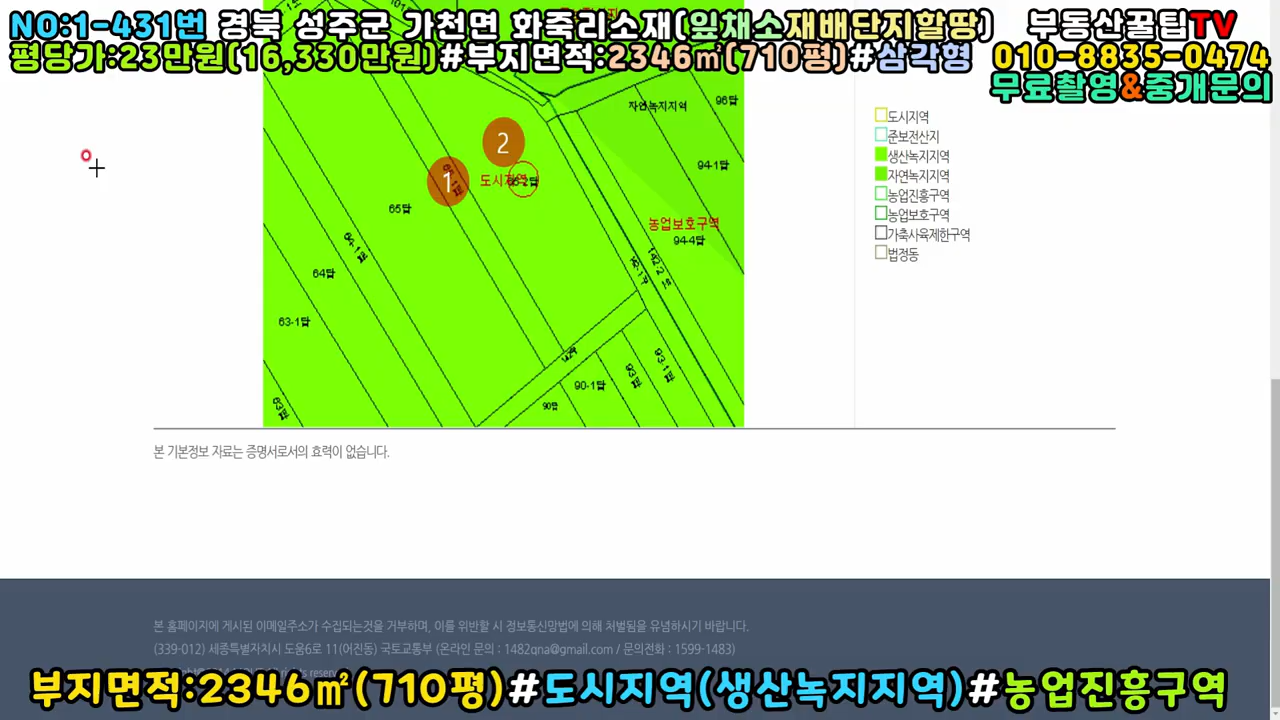 NO:1-431번 경북 성주군 가천면 화죽리소재(잎채소재배단지할땅) 부동산꿀팁TV
평당가:23만원(16,330만원)#부지면적:2346㎡(710평)#삼각형 010-8835-0474
무료촬영&중개문의
자연녹지지역
96답
도시지역
준보전산지
생산녹지지역
자연녹지지역
농업진흥구역
농업보호구역
가축사육제한구역
법정동
2
94-1답
1
도시지역
65답
농업보호구역
94-4답
64답
63-1답
90-1답
93답
93-1답
90답
63답
본 기본정보 자료는 증명서로서의 효력이 없습니다.
본 홈페이지에 게시된 이메일주소가 수집되는것을 거부하며, 이를 위반할 시 정보통신망법에 의해 처벌됨을 유념하시기 바랍니다.
(339-012) 세종특별자치시 도움6로 11(어진동) 국토교통부 (온라인 문의 : 1482qna@gmail.com / 문의전화 : 1599-1483)
부지면적:2346㎡(710평)#도시지역(생산녹지지역)#농업진흥구역